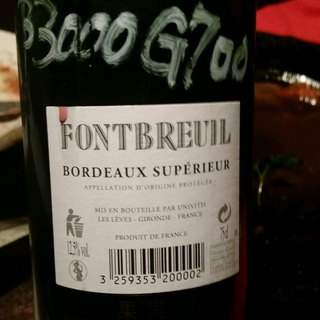 B3000 G700
FONTBREUIL
BORDEAUX SUPÉRIEUR
APPELLATION D'ORIGINE PROTÉGÉE
MIS EN BOUTEILLE PAR UNIVITIS
LES LÈVES - GIRONDE - FRANCE
PRODUIT DE FRANCE
12,5% vol.
75cl
3 259353 200002